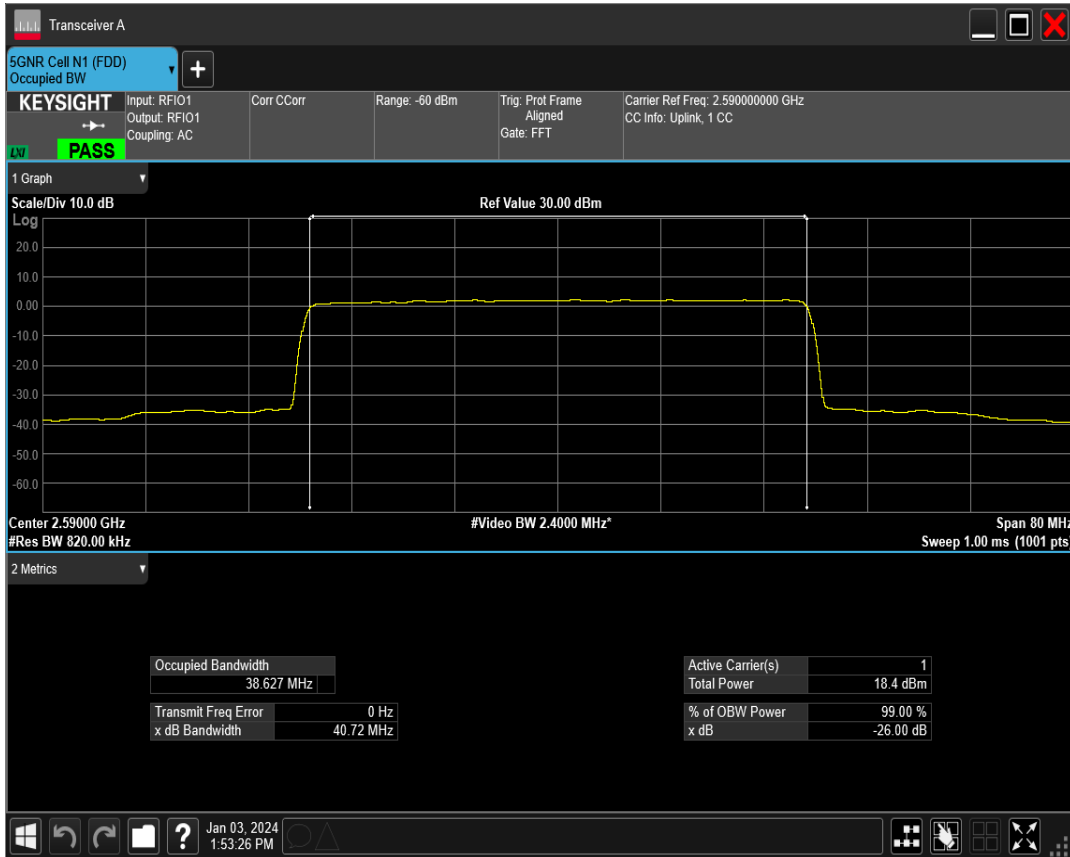 Transceiver A
5GNR Cell N1 (FDD)
Occupied BW
+
KEYSIGHT
LXI
PASS
Input: RFIO1
Output: RFIO1
Coupling: AC
Corr CCorr
Range: -60 dBm
Trig: Prot Frame
Aligned
Gate: FFT
Carrier Ref Freq: 2.590000000 GHz
CC Info: Uplink, 1 CC
1 Graph
Scale/Div 10.0 dB
Ref Value 30.00 dBm
Log
20.0
10.0
0.00
-10.0
-20.0
-30.0
-40.0
-50.0
-60.0
Center 2.59000 GHz
#Video BW 2.4000 MHz*
Span 80 MHz
#Res BW 820.00 kHz
Sweep 1.00 ms (1001 pts)
2 Metrics
Occupied Bandwidth
38.627 MHz
Transmit Freq Error 0 Hz
x dB Bandwidth 40.72 MHz
Active Carrier(s) 1
Total Power 18.4 dBm
% of OBW Power 99.00 %
x dB -26.00 dB
?
Jan 03, 2024
1:53:26 PM